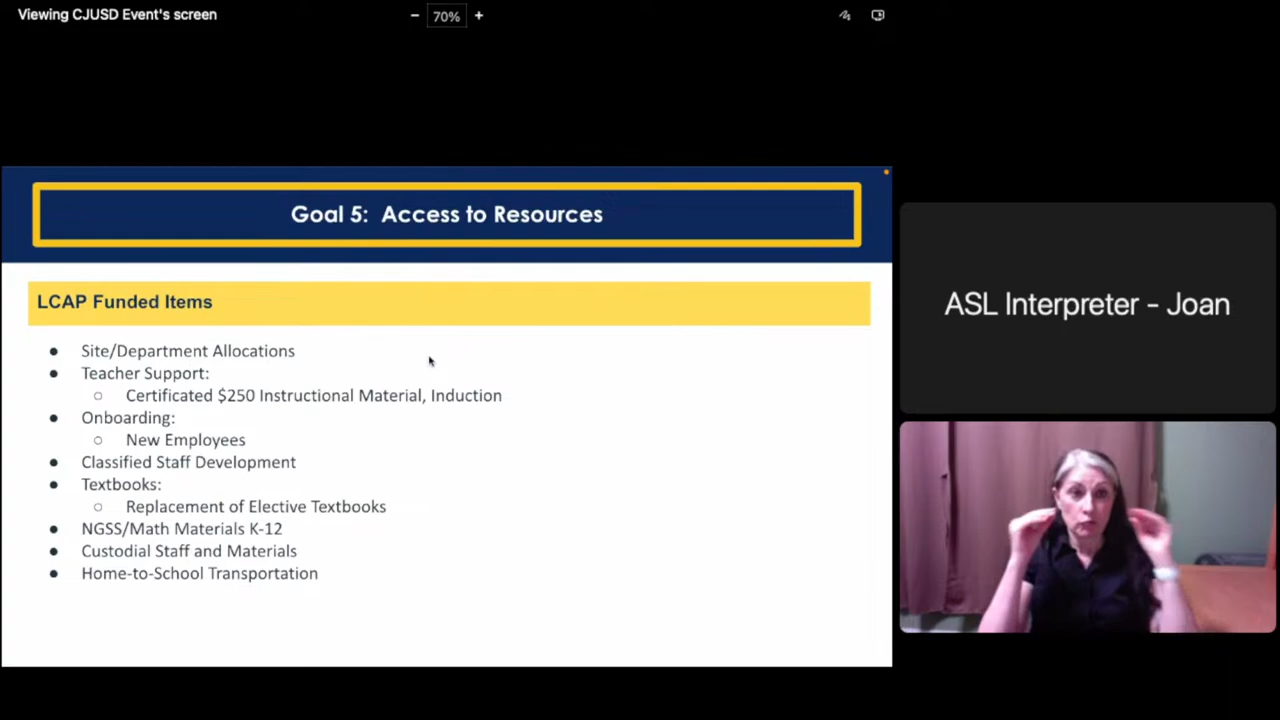 Viewing CJUSD Event's screen
− 70% +
Goal 5: Access to Resources
LCAP Funded Items
● Site/Department Allocations
● Teacher Support:
○ Certificated $250 Instructional Material, Induction
● Onboarding:
○ New Employees
● Classified Staff Development
● Textbooks:
○ Replacement of Elective Textbooks
● NGSS/Math Materials K-12
● Custodial Staff and Materials
● Home-to-School Transportation
ASL Interpreter - Joan